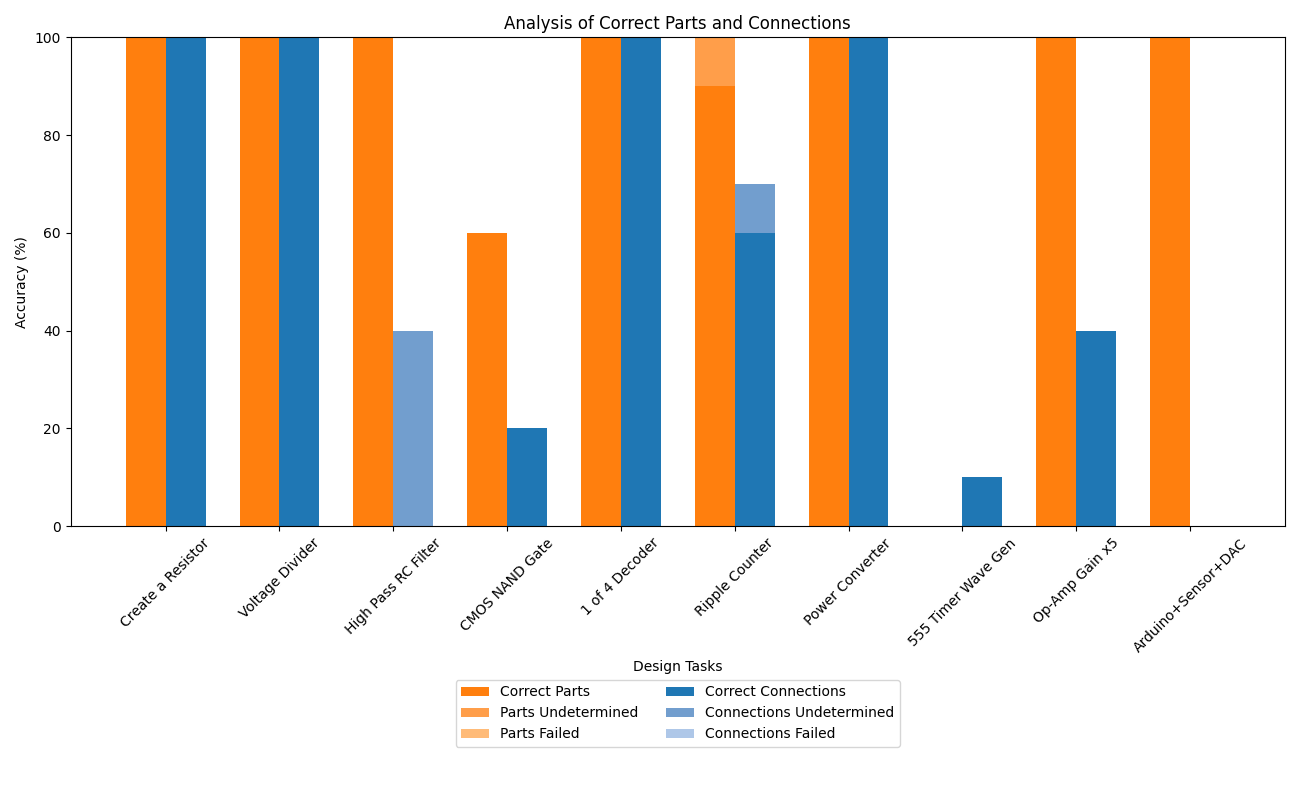 Analysis of Correct Parts and Connections
100
80
60
40
20
0
Accuracy (%)
Create a Resistor
Voltage Divider
High Pass RC Filter
CMOS NAND Gate
1 of 4 Decoder
Ripple Counter
Power Converter
555 Timer Wave Gen
Op-Amp Gain x5
Arduino+Sensor+DAC
Design Tasks
Correct Parts
Parts Undetermined
Parts Failed
Correct Connections
Connections Undetermined
Connections Failed